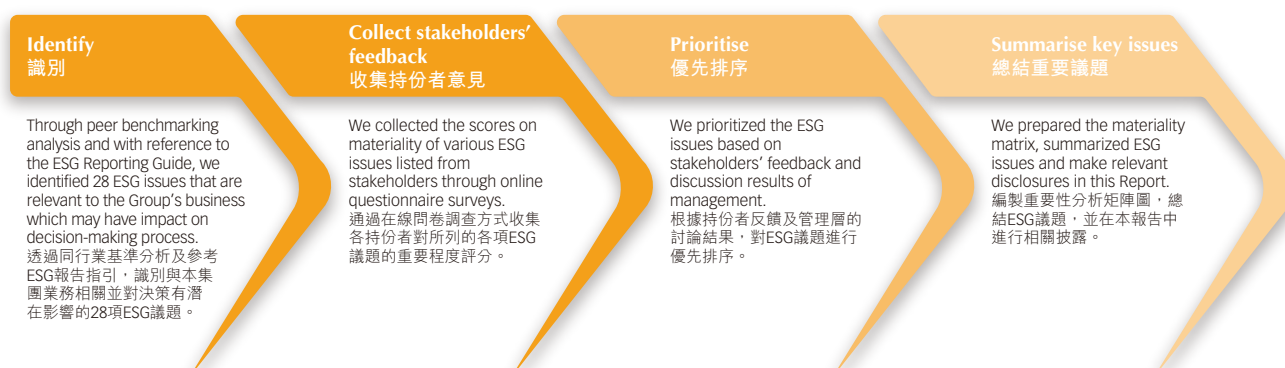 Identify
識別
Through peer benchmarking
analysis and with reference to
the ESG Reporting Guide, we
identified 28 ESG issues that are
relevant to the Group's business
which may have impact on
decision-making process.
透過同行業基準分析及參考
ESG報告指引，識別與本集
團業務相關並對決策有潛
在影響的28項ESG議題。
Collect stakeholders'
feedback
收集持份者意見
We collected the scores on
materiality of various ESG
issues listed from
stakeholders through online
questionnaire surveys.
通過在線問卷調查方式收集
各持份者對所列的各項ESG
議題的重要程度評分。
Prioritise
優先排序
We prioritized the ESG
issues based on
stakeholders' feedback and
discussion results of
management.
根據持份者反饋及管理層的
討論結果，對ESG議題進行
優先排序。
Summarise key issues
總結重要議題
We prepared the materiality
matrix, summarized ESG
issues and make relevant
disclosures in this Report.
編製重要性分析矩陣圖，總
結ESG議題，並在本報告中
進行相關披露。